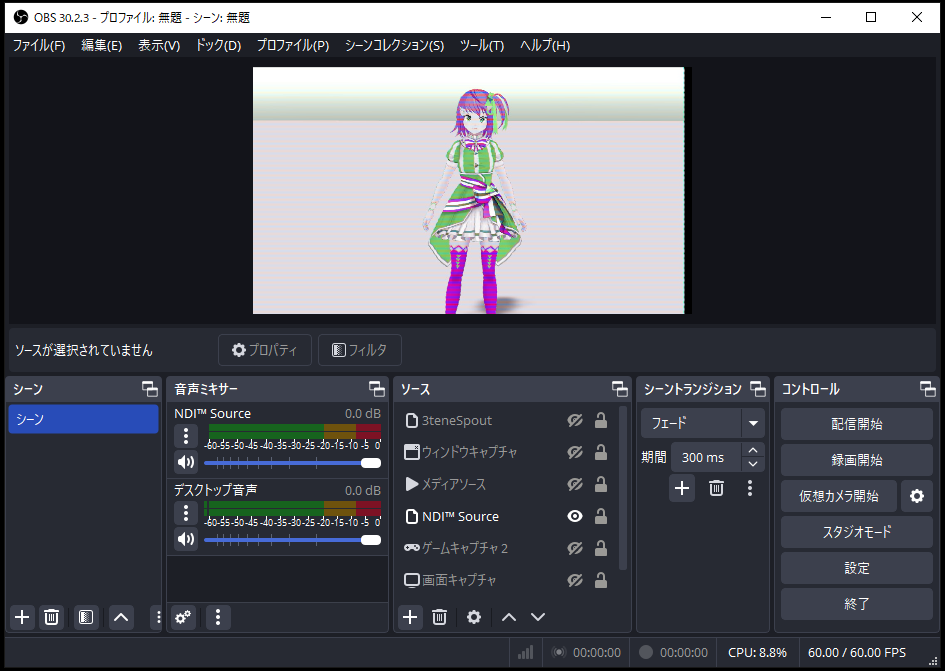 OBS 30.2.3 - プロファイル: 無題 - シーン: 無題
ファイル(F) 編集(E) 表示(V) ドック(D) プロファイル(P) シーンコレクション(S) ツール(T) ヘルプ(H)
ソースが選択されていません プロパティ フィルタ
シーン
シーン
音声ミキサー
NDI™ Source 0.0 dB
-60 -55 -50 -45 -40 -35 -30 -25 -20 -15 -10 -5 0
デスクトップ音声 0.0 dB
-60 -55 -50 -45 -40 -35 -30 -25 -20 -15 -10 -5 0
ソース
3teneSpout
ウィンドウキャプチャ
メディアソース
NDI™ Source
ゲームキャプチャ 2
画面キャプチャ
シーントランジション
フェード
期間 300 ms
コントロール
配信開始
録画開始
仮想カメラ開始
スタジオモード
設定
終了
00:00:00 00:00:00 CPU: 8.8% 60.00 / 60.00 FPS